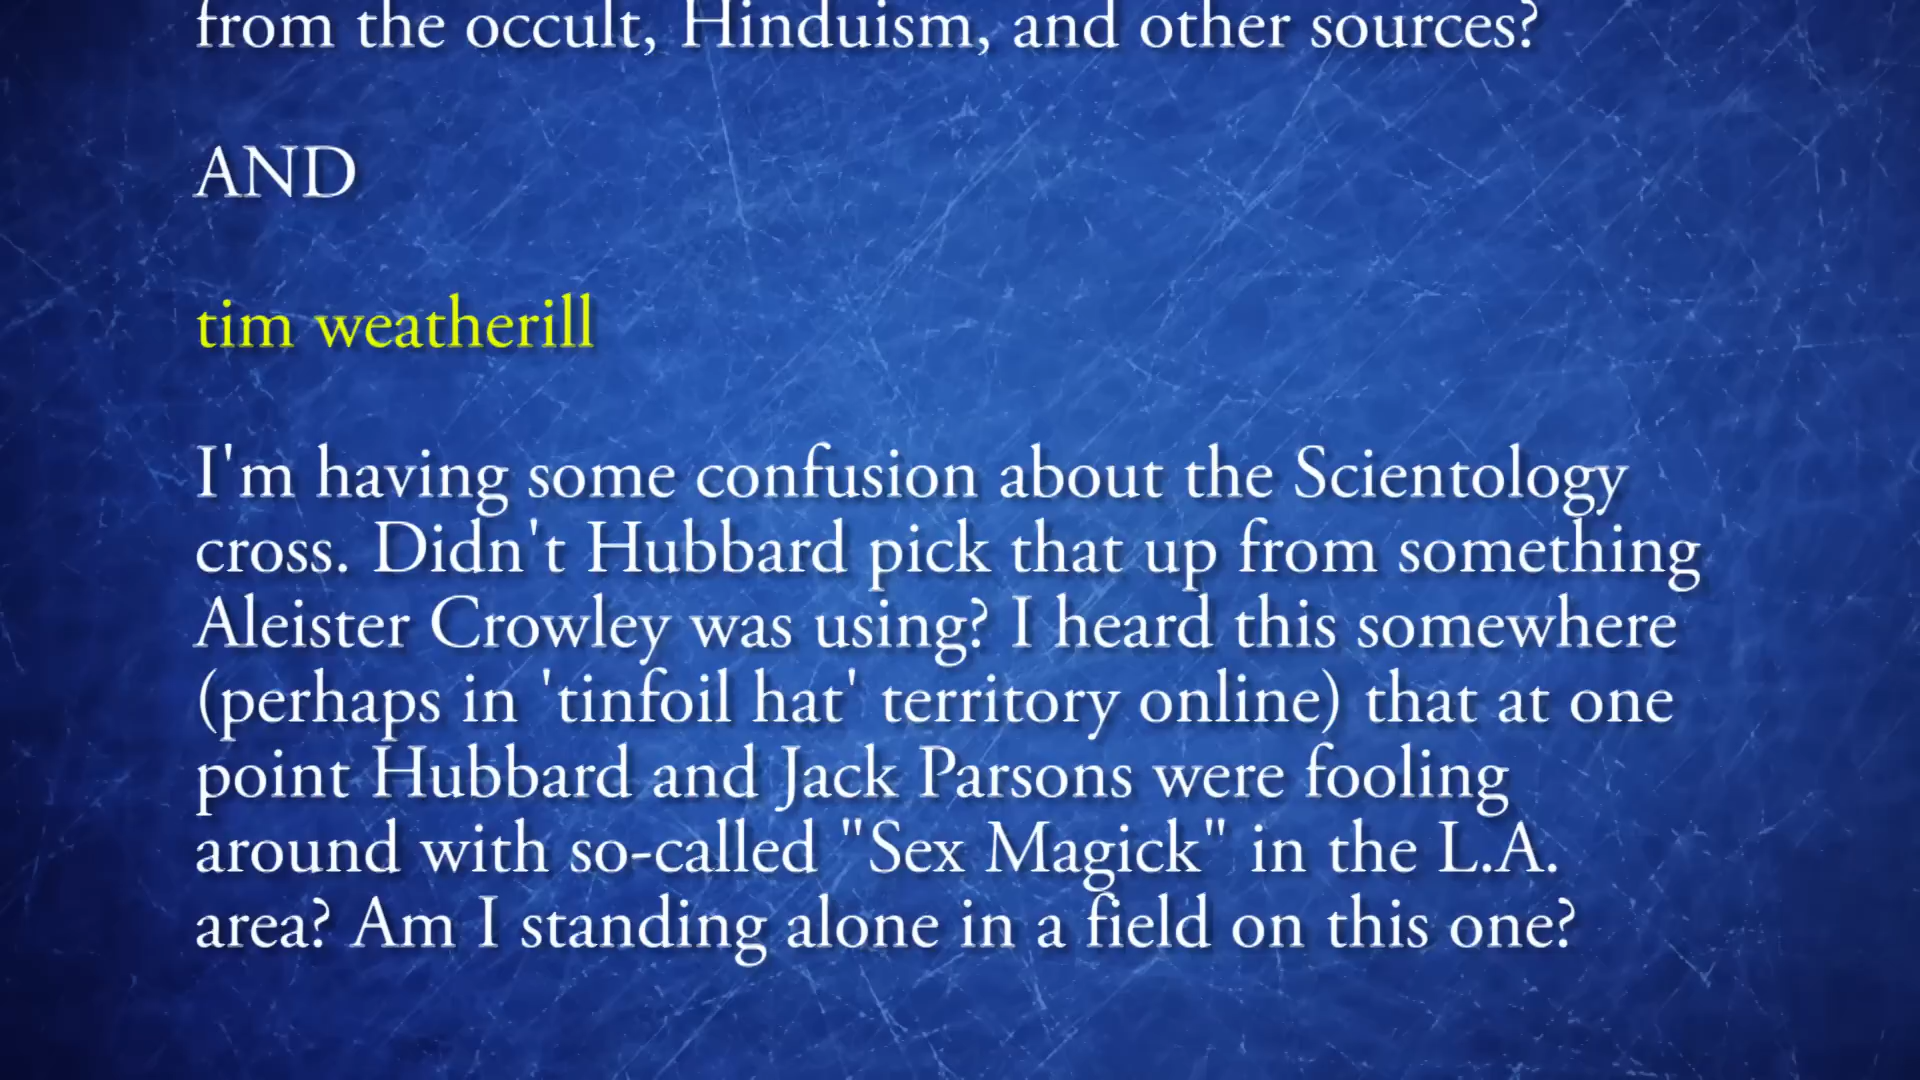 from the occult, Hinduism, and other sources?
AND
tim weatherill
I'm having some confusion about the Scientology
cross. Didn't Hubbard pick that up from something
Aleister Crowley was using? I heard this somewhere
(perhaps in 'tinfoil hat' territory online) that at one
point Hubbard and Jack Parsons were fooling
around with so-called "Sex Magick" in the L.A.
area? Am I standing alone in a field on this one?